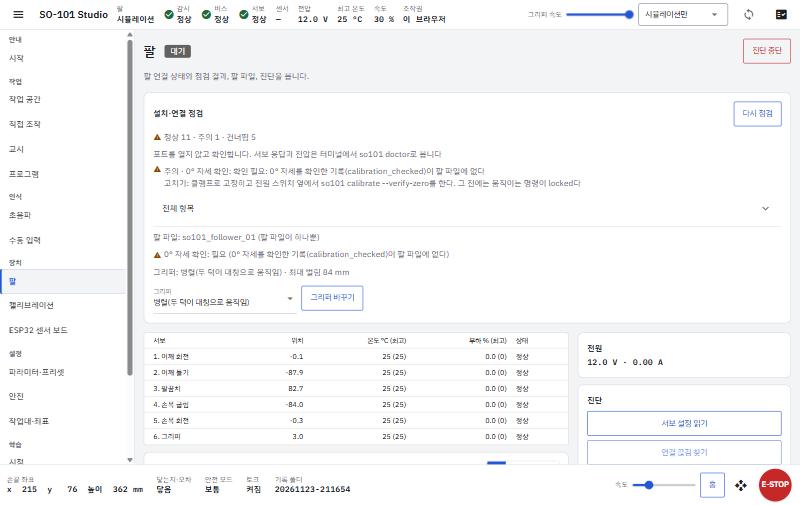 SO-101 Studio
팔
시뮬레이션
감시
정상
버스
정상
서보
정상
센서
–
전압
12.0 V
최고 온도
25 °C
속도
30 %
조작권
이 브라우저
그리퍼 속도
시뮬레이션만
안내
시작
작업
작업 공간
직접 조작
교시
프로그램
인식
초음파
수동 입력
장치
팔
캘리브레이션
ESP32 센서 보드
설정
파라미터·프리셋
안전
작업대·좌표
학습
시작
팔 대기
진단 중단
팔 연결 상태와 점검 결과, 팔 파일, 진단을 봅니다.
설치·연결 점검
다시 점검
정상 11 · 주의 1 · 건너뜀 5
포트를 열지 않고 확인합니다. 서보 응답과 전압은 터미널에서 so101 doctor로 봅니다
주의 · 0° 자세 확인: 확인 필요: 0° 자세를 확인한 기록(calibration_checked)이 팔 파일에 없다
고치기: 클램프로 고정하고 전원 스위치 옆에서 so101 calibrate --verify-zero를 한다. 그 전에는 움직이는 명령이 locked다
전체 항목
팔 파일: so101_follower_01 (팔 파일이 하나뿐)
0° 자세 확인: 필요 (0° 자세를 확인한 기록(calibration_checked)이 팔 파일에 없다)
그리퍼: 병렬(두 덕이 대칭으로 움직임) · 최대 벌림 84 mm
그리퍼
병렬(두 덕이 대칭으로 움직임)
그리퍼 바꾸기
서보 위치 온도 °C (최고) 부하 % (최고) 상태
1. 어깨 회전 -0.1 25 (25) 0.0 (0) 정상
2. 어깨 들기 -87.9 25 (25) 0.0 (0) 정상
3. 팔꿈치 82.7 25 (25) 0.0 (0) 정상
4. 손목 굽힘 -84.0 25 (25) 0.0 (0) 정상
5. 손목 회전 -0.3 25 (25) 0.0 (0) 정상
6. 그리퍼 3.0 25 (25) 0.0 (0) 정상
전원
12.0 V · 0.00 A
진단
서보 설정 읽기
연결 끊김 찾기
손끝 좌표
x 215 y 76 높이 362 mm
닿는지·오차
닿음
안전 모드
보통
토크
켜짐
기록 폴더
20261123-211654
속도
홈
E-STOP